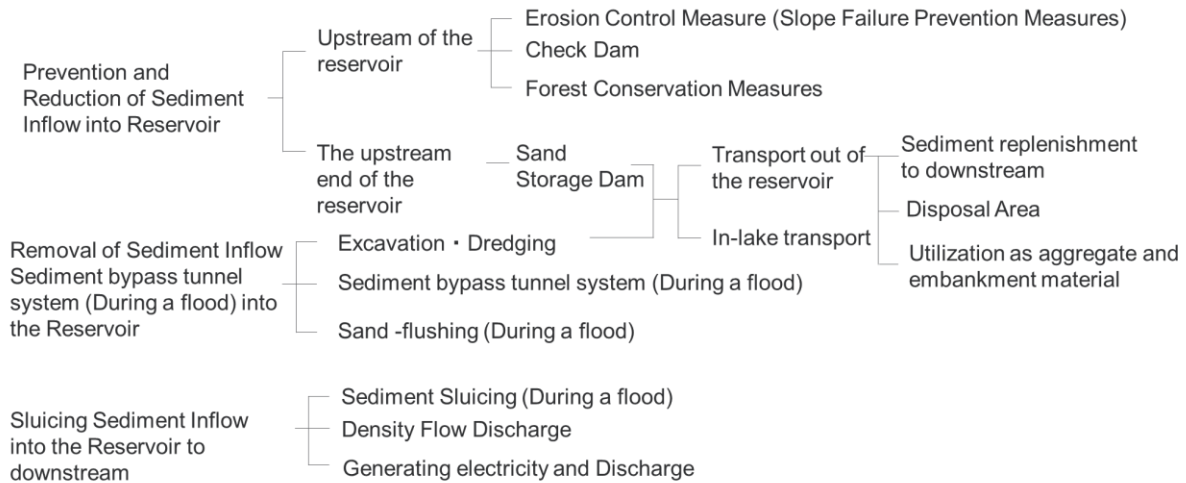 Prevention and
Reduction of Sediment
Inflow into Reservoir
Upstream of the
reservoir
Erosion Control Measure (Slope Failure Prevention Measures)
Check Dam
Forest Conservation Measures
The upstream
end of the
reservoir
Sand
Storage Dam
Transport out of
the reservoir
Sediment replenishment
to downstream
Disposal Area
Utilization as aggregate and
embankment material
In-lake transport
Removal of Sediment Inflow
Sediment bypass tunnel
system (During a flood) into
the Reservoir
Excavation・Dredging
Sediment bypass tunnel system (During a flood)
Sand -flushing (During a flood)
Sluicing Sediment Inflow
into the Reservoir to
downstream
Sediment Sluicing (During a flood)
Density Flow Discharge
Generating electricity and Discharge